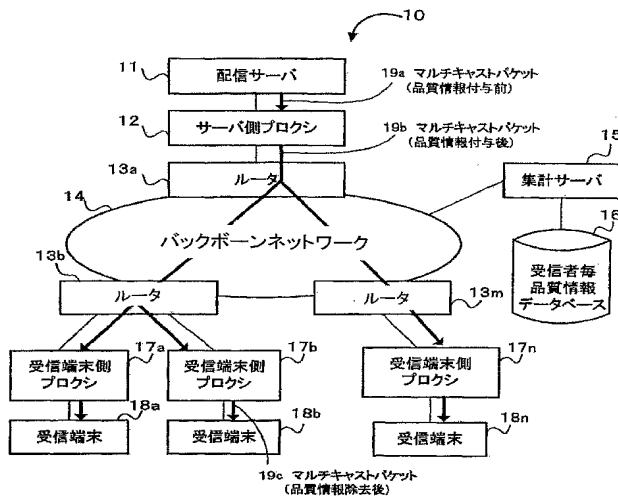 10
11
配信サーバ
19a マルチキャストパケット
(品質情報付与前)
12
サーバ側プロクシ
19b マルチキャストパケット
(品質情報付与後)
13a
ルータ
15
集計サーバ
14
バックボーンネットワーク
16
受信者毎
品質情報
データベース
13b
ルータ
ルータ
13m
受信端末側
プロクシ
17a
受信端末側
プロクシ
17b
受信端末側
プロクシ
17n
18a
受信端末
受信端末
18b
受信端末
18n
19c マルチキャストパケット
(品質情報除去後)